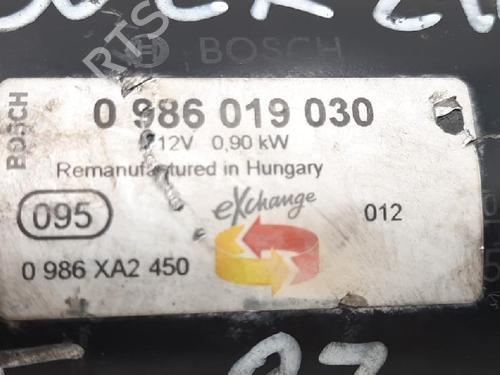 BOSCH
BOSCH
0 986 019 030
12V 0,90 kW
Remanufactured in Hungary
095
eXchange
012
0 986 XA2 450